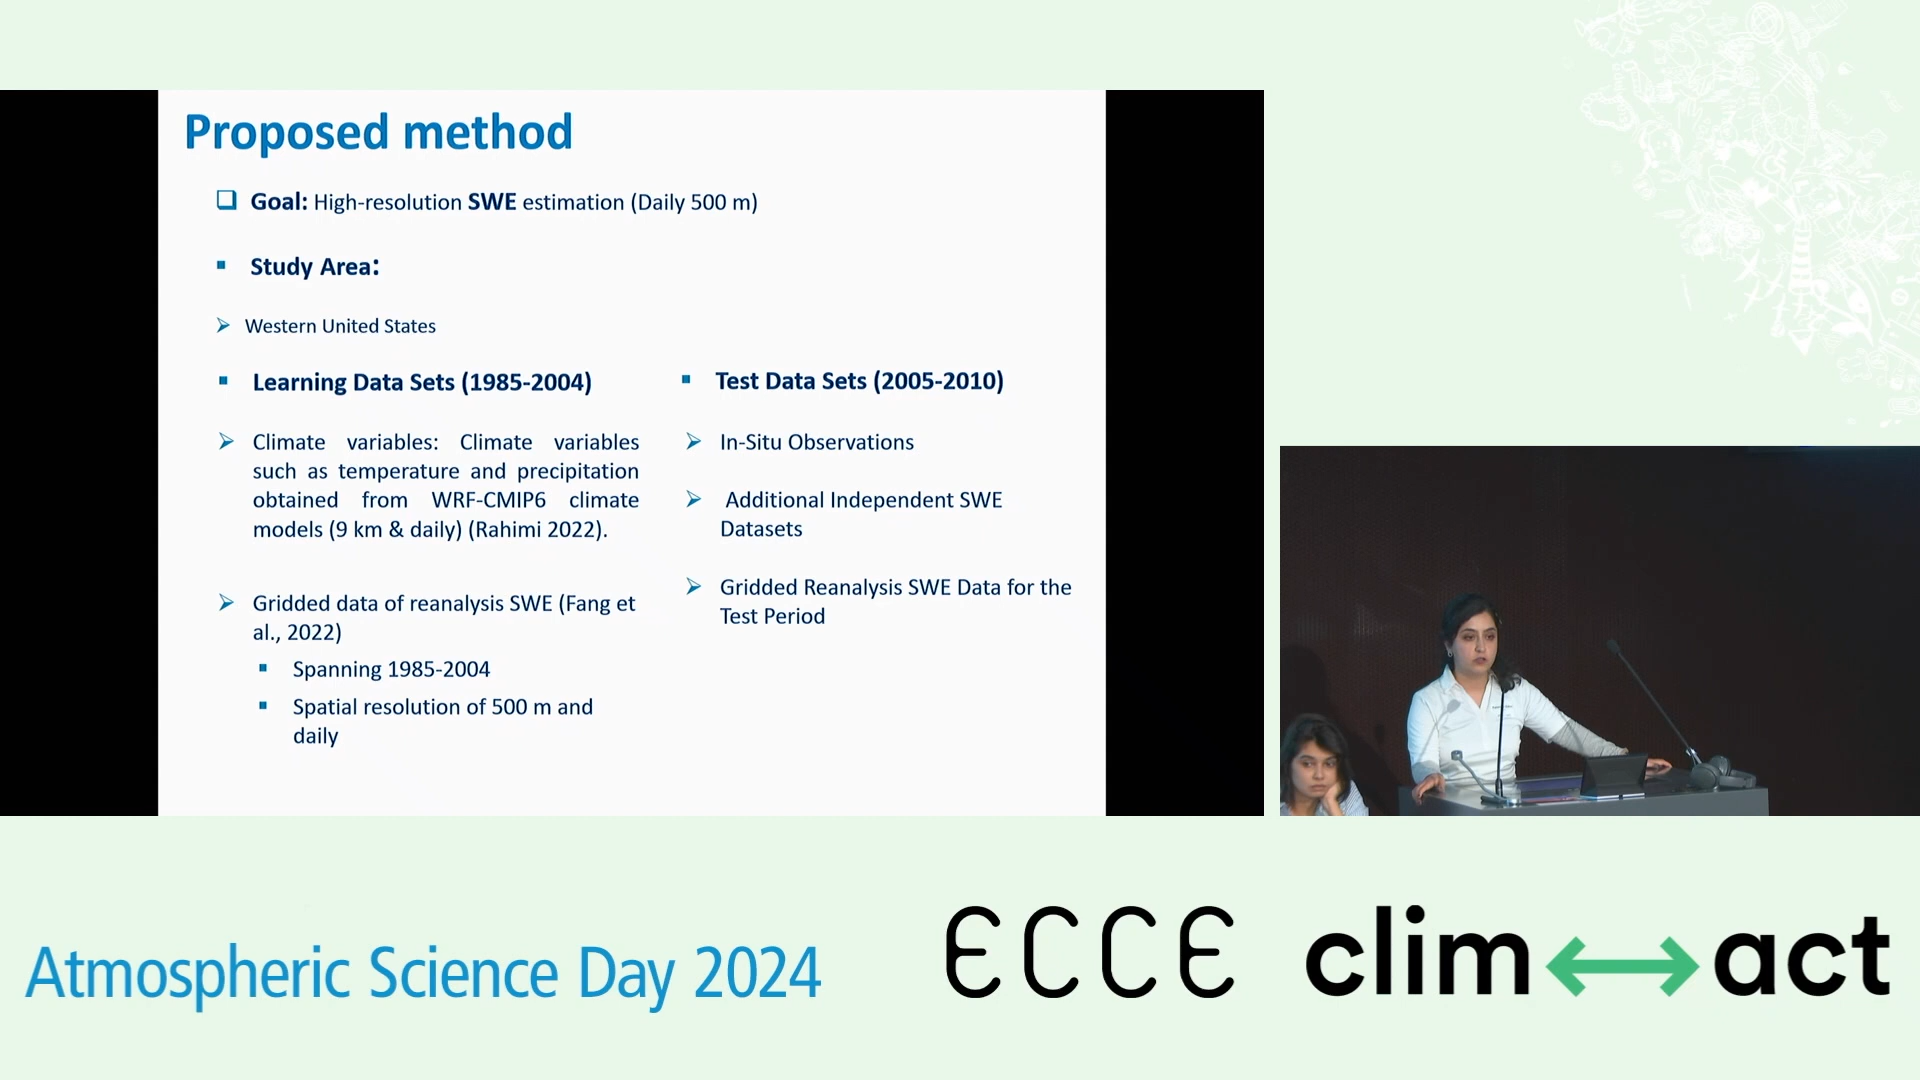 Proposed method
Goal: High-resolution SWE estimation (Daily 500 m)
Study Area:
Western United States
Learning Data Sets (1985-2004)
Climate variables: Climate variables
such as temperature and precipitation
obtained from WRF-CMIP6 climate
models (9 km & daily) (Rahimi 2022).
Gridded data of reanalysis SWE (Fang et
al., 2022)
Spanning 1985-2004
Spatial resolution of 500 m and
daily
Test Data Sets (2005-2010)
In-Situ Observations
Additional Independent SWE
Datasets
Gridded Reanalysis SWE Data for the
Test Period
Atmospheric Science Day 2024
ECCE
clim act